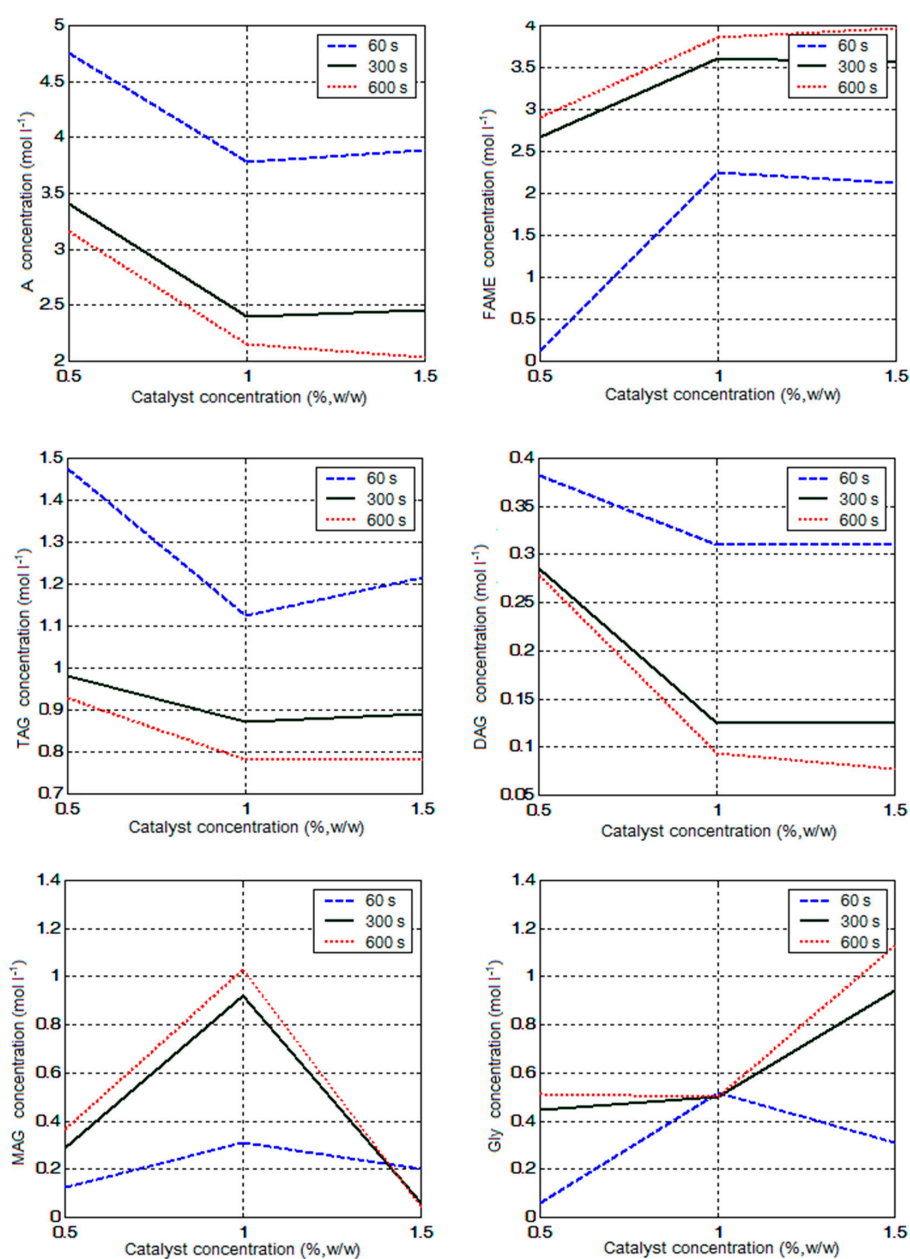 5
4.5
4
3.5
3
2.5
2
0.5
1
1.5
A concentration (mol l⁻¹)
Catalyst concentration (%,w/w)
60 s
300 s
600 s
4
3.5
3
2.5
2
1.5
1
0.5
0
0.5
1
1.5
FAME concentration (mol l⁻¹)
Catalyst concentration (%,w/w)
60 s
300 s
600 s
1.5
1.4
1.3
1.2
1.1
1
0.9
0.8
0.7
0.5
1
1.5
TAG concentration (mol l⁻¹)
Catalyst concentration (%,w/w)
60 s
300 s
600 s
0.4
0.35
0.3
0.25
0.2
0.15
0.1
0.05
0.5
1
1.5
DAG concentration (mol l⁻¹)
Catalyst concentration (%,w/w)
60 s
300 s
600 s
1.4
1.2
1
0.8
0.6
0.4
0.2
0
0.5
1
1.5
MAG concentration (mol l⁻¹)
Catalyst concentration (%,w/w)
60 s
300 s
600 s
1.4
1.2
1
0.8
0.6
0.4
0.2
0
0.5
1
1.5
Gly concentration (mol l⁻¹)
Catalyst concentration (%,w/w)
60 s
300 s
600 s